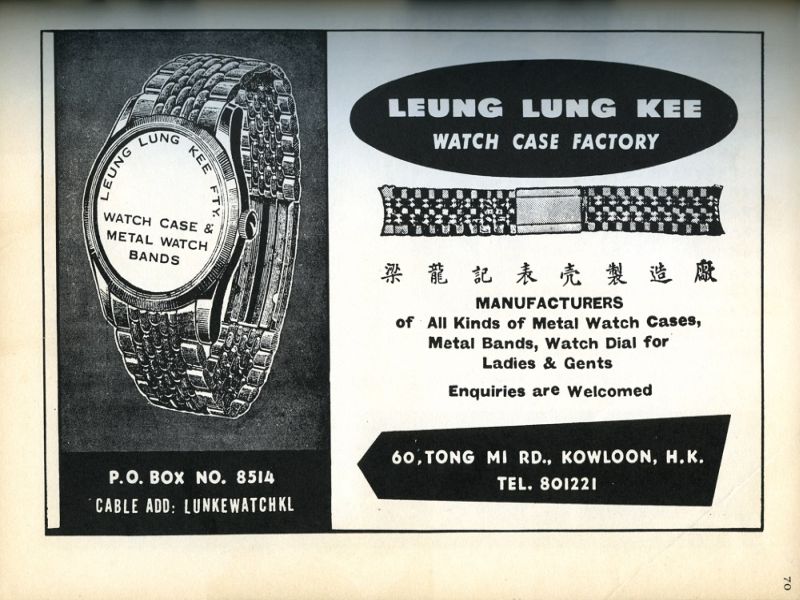 LEUNG LUNG KEE FTY.
WATCH CASE &
METAL WATCH
BANDS
P.O. BOX NO. 8514
CABLE ADD: LUNKEWATCHKL
LEUNG LUNG KEE
WATCH CASE FACTORY
梁龍記表壳製造廠
MANUFACTURERS
of All Kinds of Metal Watch Cases,
Metal Bands, Watch Dial for
Ladies & Gents
Enquiries are Welcomed
60, TONG MI RD., KOWLOON, H.K.
TEL. 801221
70